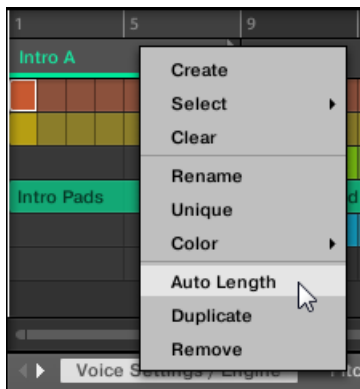 1 5 9
Intro A
Create
Select
Clear
Rename
Intro Pads
Unique
Color
Auto Length
Duplicate
Remove
Voice Settings / Engine